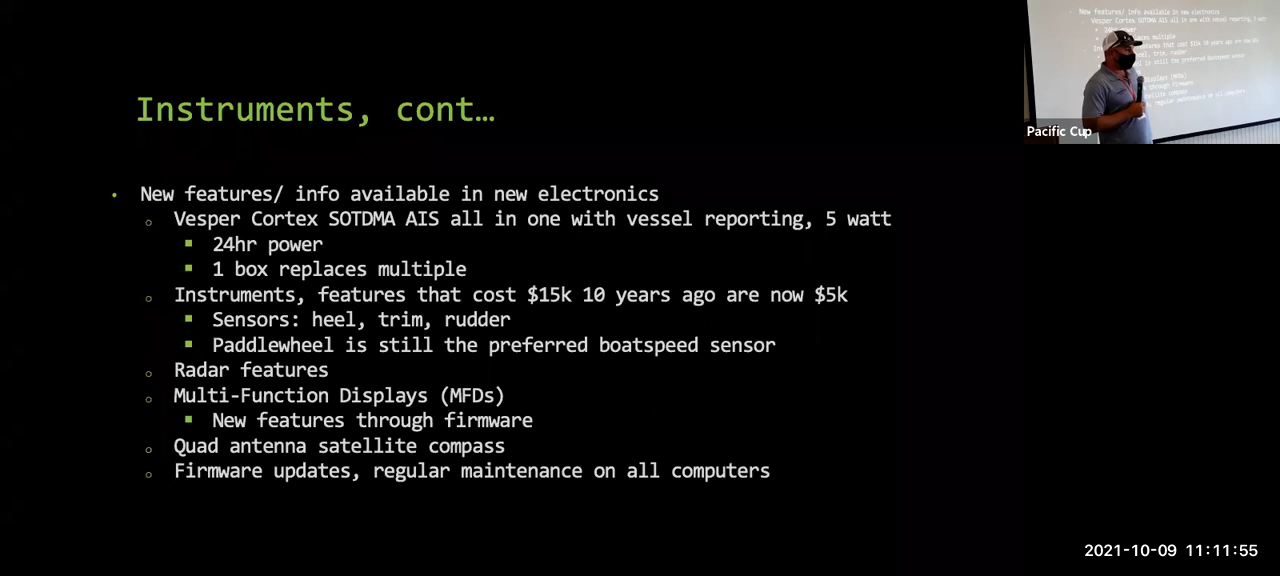 Instruments, cont…
• New features/ info available in new electronics
○ Vesper Cortex SOTDMA AIS all in one with vessel reporting, 5 watt
▪ 24hr power
▪ 1 box replaces multiple
○ Instruments, features that cost $15k 10 years ago are now $5k
▪ Sensors: heel, trim, rudder
▪ Paddlewheel is still the preferred boatspeed sensor
○ Radar features
○ Multi-Function Displays (MFDs)
▪ New features through firmware
○ Quad antenna satellite compass
○ Firmware updates, regular maintenance on all computers
Pacific Cup
2021-10-09 11:11:55